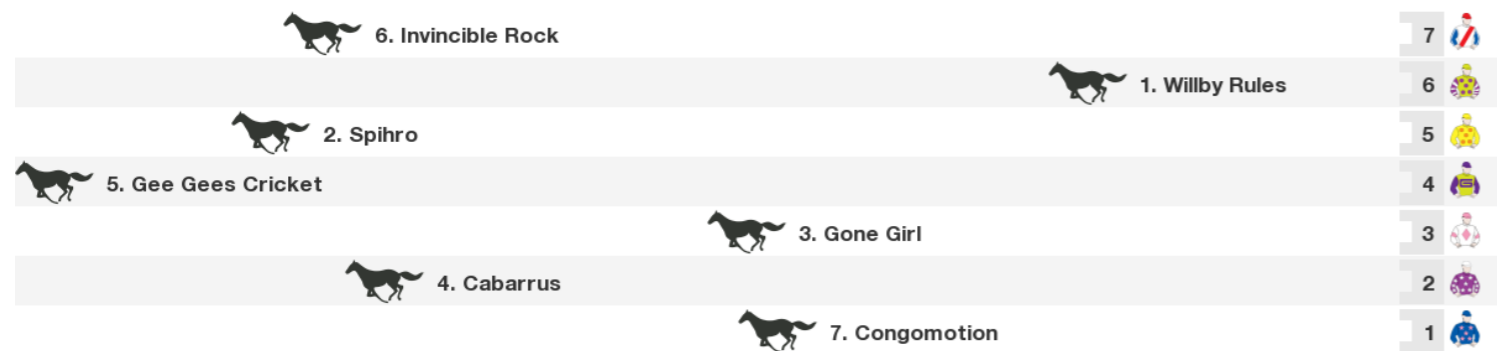 6. Invincible Rock 7
1. Willby Rules 6
2. Spihro 5
5. Gee Gees Cricket 4
3. Gone Girl 3
4. Cabarrus 2
7. Congomotion 1